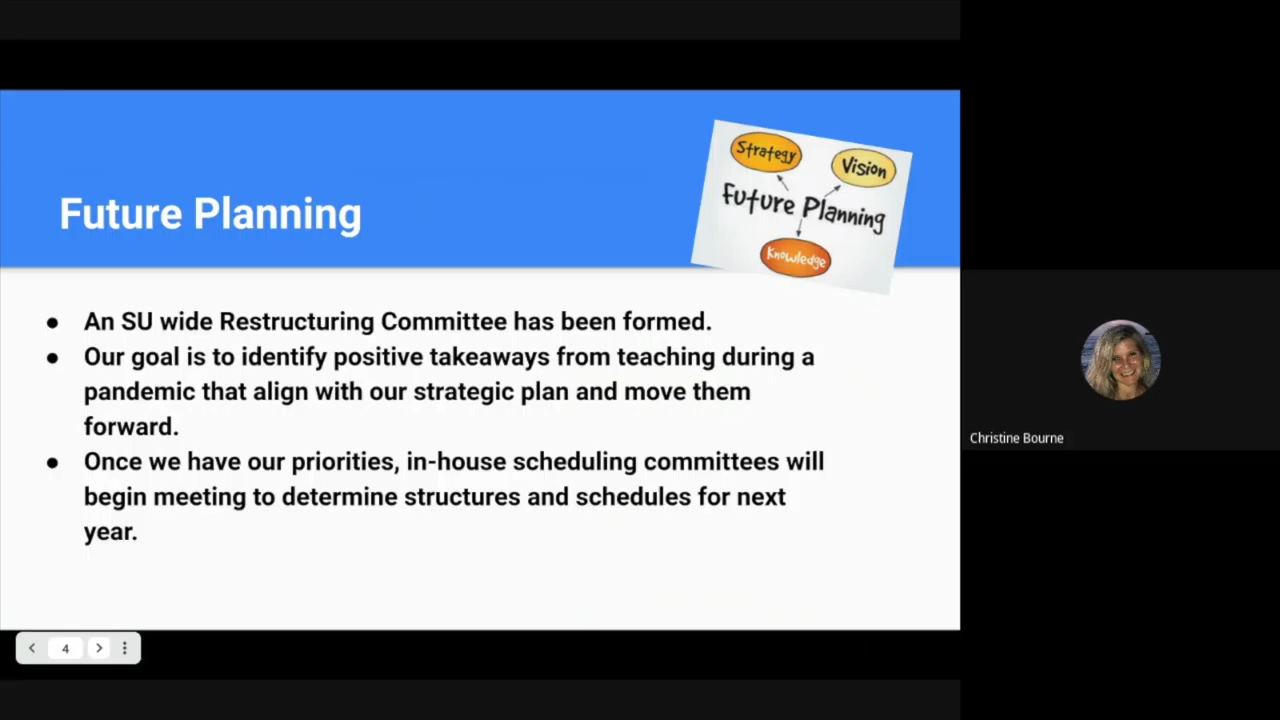 Future Planning
Strategy
Vision
Future Planning
Knowledge
● An SU wide Restructuring Committee has been formed.
● Our goal is to identify positive takeaways from teaching during a
pandemic that align with our strategic plan and move them
forward.
● Once we have our priorities, in-house scheduling committees will
begin meeting to determine structures and schedules for next
year.
4
Christine Bourne